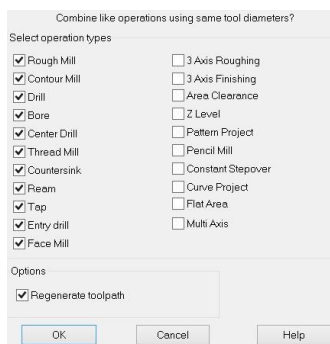 Combine like operations using same tool diameters?
Select operation types
Rough Mill
Contour Mill
Drill
Bore
Center Drill
Thread Mill
Countersink
Ream
Tap
Entry drill
Face Mill
3 Axis Roughing
3 Axis Finishing
Area Clearance
Z Level
Pattern Project
Pencil Mill
Constant Stepover
Curve Project
Flat Area
Multi Axis
Options
Regenerate toolpath
OK Cancel Help